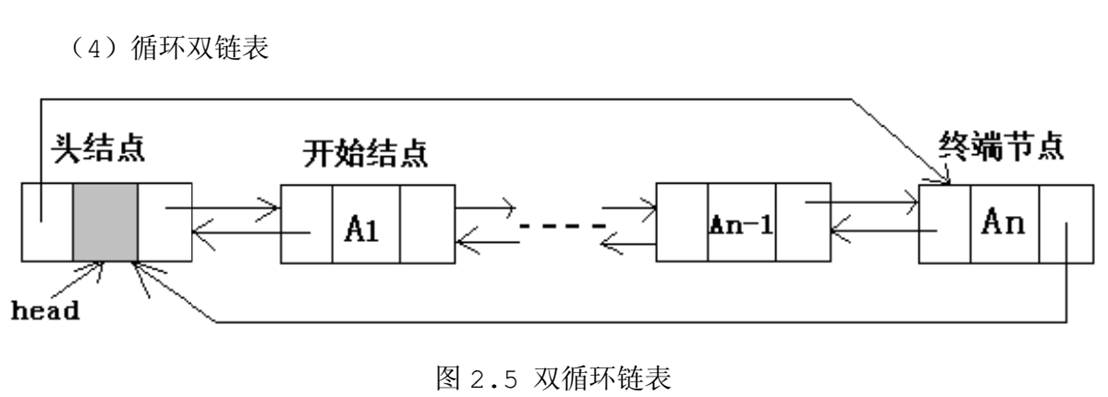 （4）循环双链表
头结点
开始结点
终端节点
A1
An-1
An
head
图 2.5 双循环链表